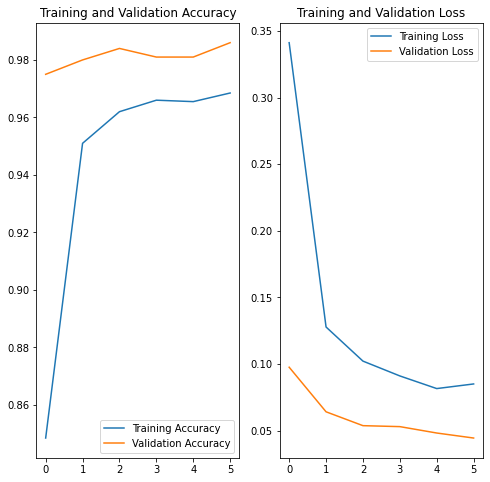 Training and Validation Accuracy
0.98
0.96
0.94
0.92
0.90
0.88
0.86
Training Accuracy
Validation Accuracy
0 1 2 3 4 5
Training and Validation Loss
0.35
0.30
0.25
0.20
0.15
0.10
0.05
Training Loss
Validation Loss
0 1 2 3 4 5